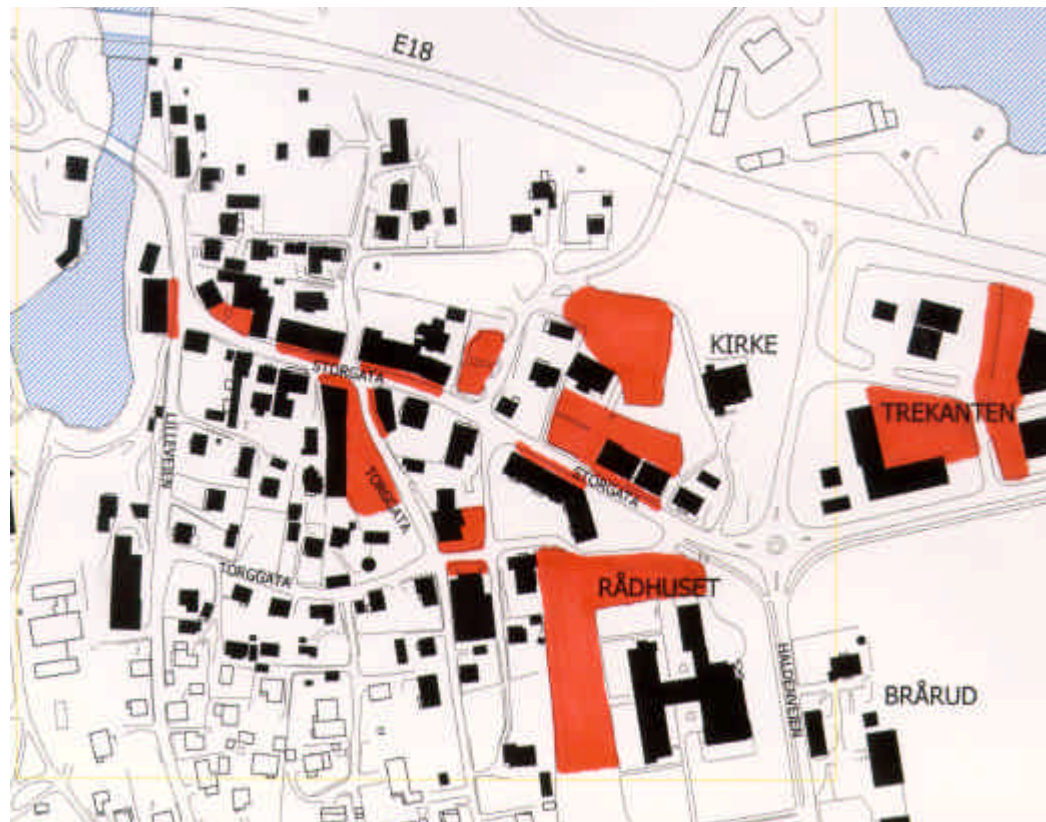 E18
KIRKE
STORGATA
TREKANTEN
LILLEVEIEN
TORGGATA
STORGATA
TORGGATA
RÅDHUSET
HALDENVEIEN
BRÅRUD